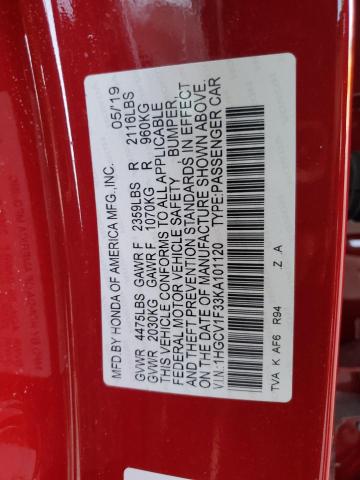 MFD BY HONDA OF AMERICA MFG.,INC. 05/19
GVWR 4475LBS GAWR F 2359LBS R 2116LBS
GVWR 2030KG GAWR F 1070KG R 960KG
THIS VEHICLE CONFORMS TO ALL APPLICABLE
FEDERAL MOTOR VEHICLE SAFETY, BUMPER,
AND THEFT PREVENTION STANDARDS IN EFFECT
ON THE DATE OF MANUFACTURE SHOWN ABOVE.
V.I.N: 1HGCV1F33KA101120 TYPE:PASSENGER CAR
TVA K AF6 R94 .Z A